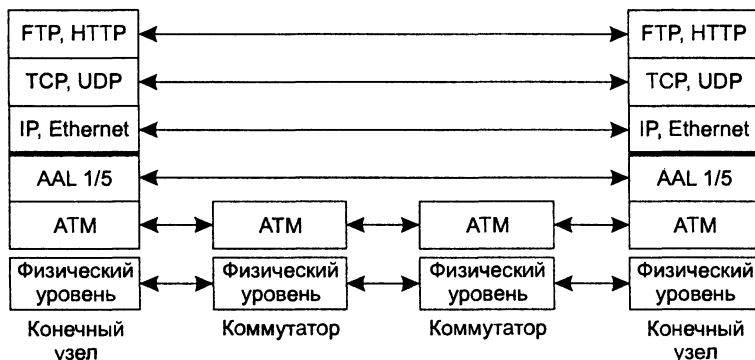 FTP, HTTP FTP, HTTP
TCP, UDP TCP, UDP
IP, Ethernet IP, Ethernet
AAL 1/5 AAL 1/5
ATM ATM ATM ATM
Физический Физический Физический Физический
уровень уровень уровень уровень
Конечный Коммутатор Коммутатор Конечный
узел узел